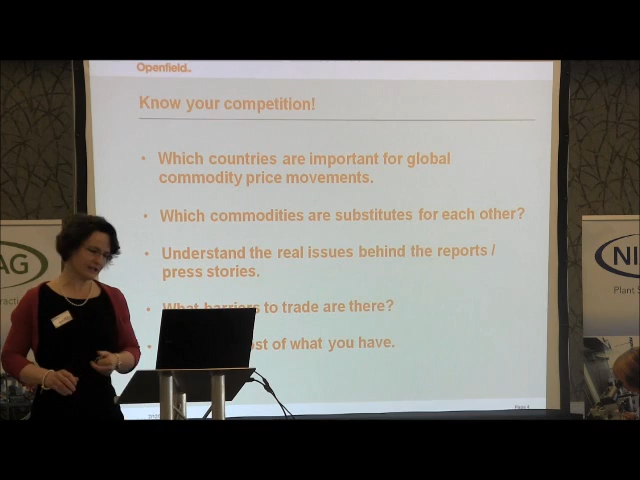 Openfield
Know your competition!
• Which countries are important for global
commodity price movements.
• Which commodities are substitutes for each other?
• Understand the real issues behind the reports /
press stories.
• What barriers to trade are there?
of what you have.
AG
NI
Plant S
Page 4